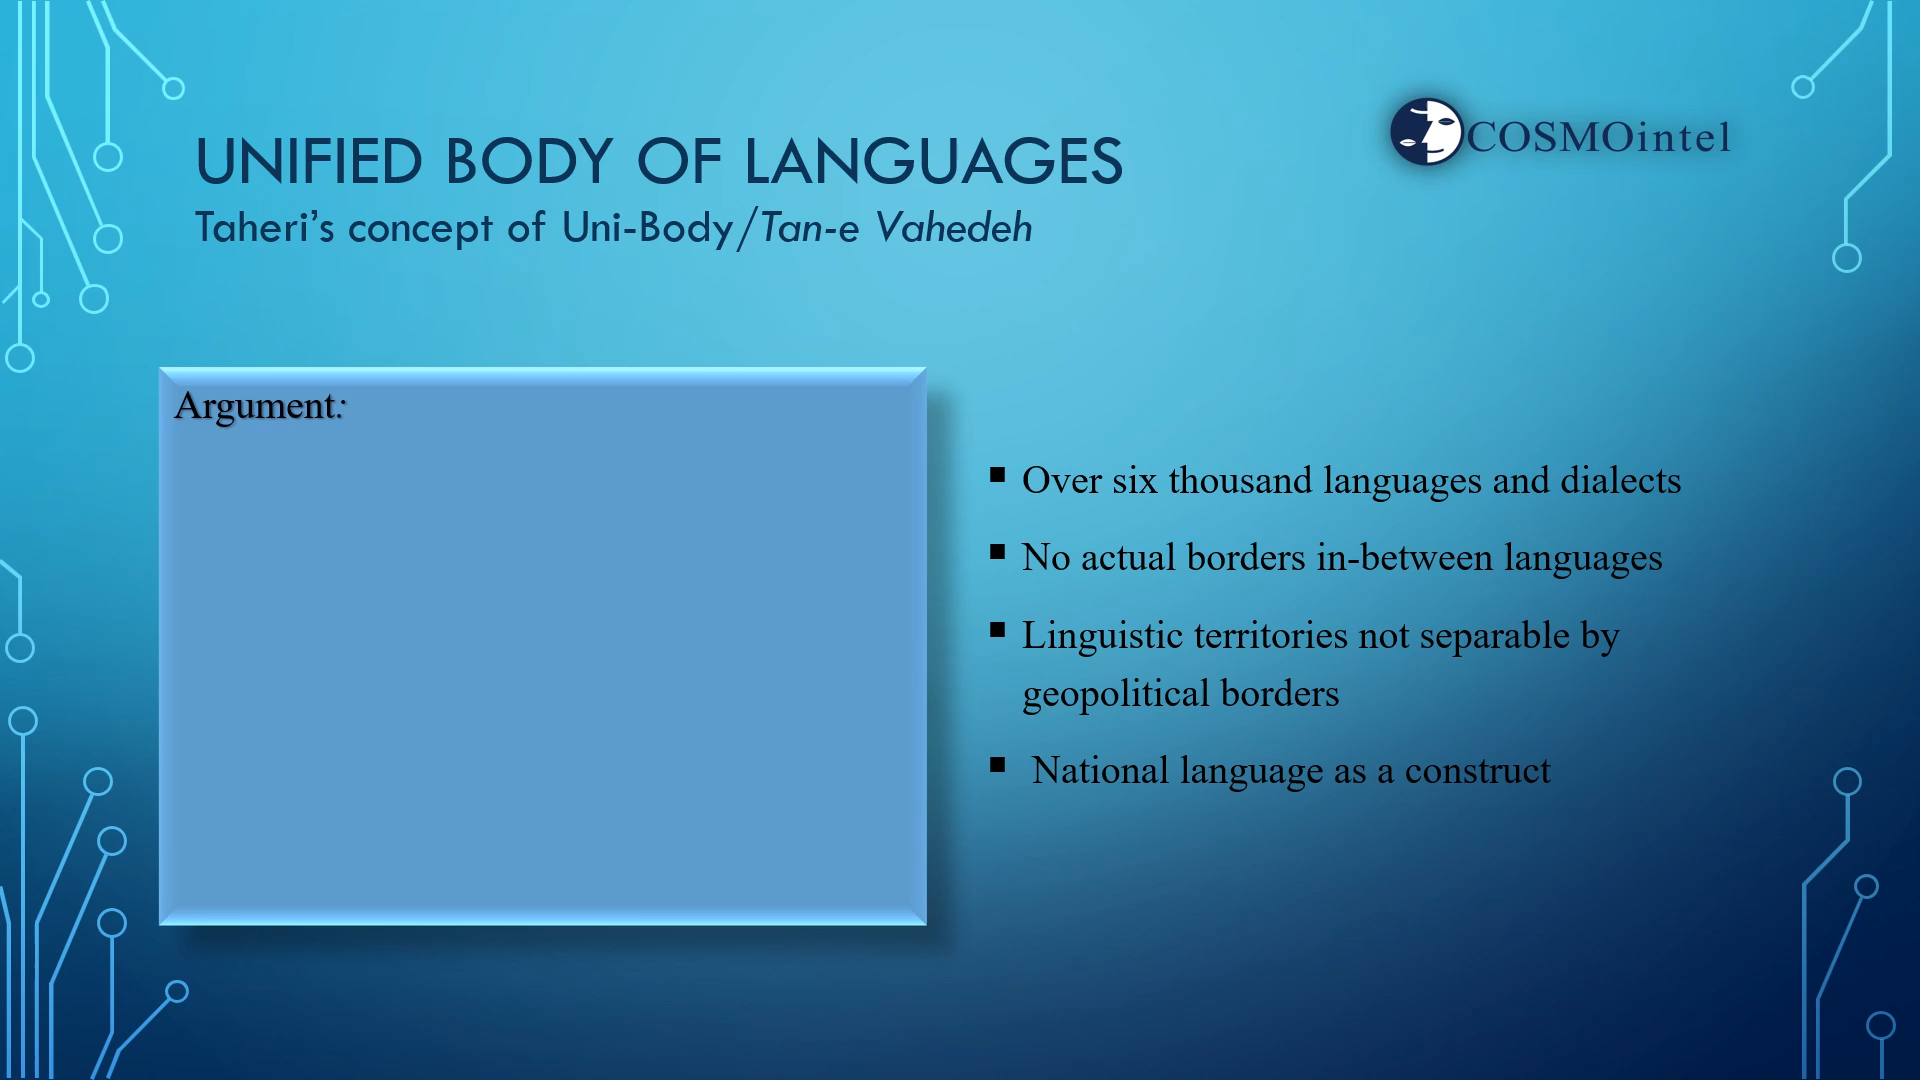 COSMOintel
UNIFIED BODY OF LANGUAGES
Taheri’s concept of Uni-Body/Tan-e Vahedeh
Argument:
▪ Over six thousand languages and dialects
▪ No actual borders in-between languages
▪ Linguistic territories not separable by
geopolitical borders
▪ National language as a construct